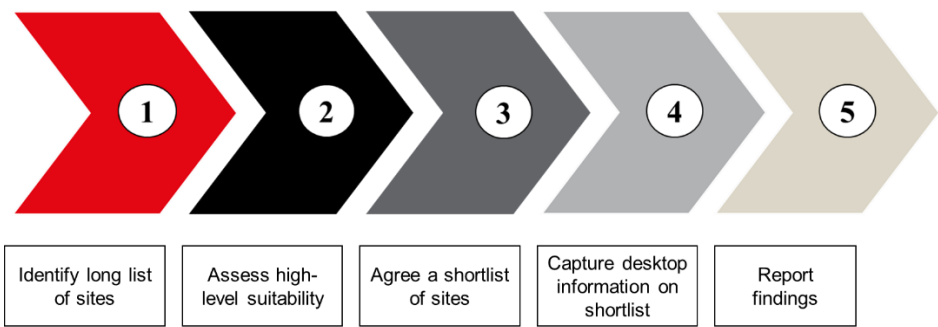 1
2
3
4
5
Identify long list
of sites
Assess high-
level suitability
Agree a shortlist
of sites
Capture desktop
information on
shortlist
Report
findings